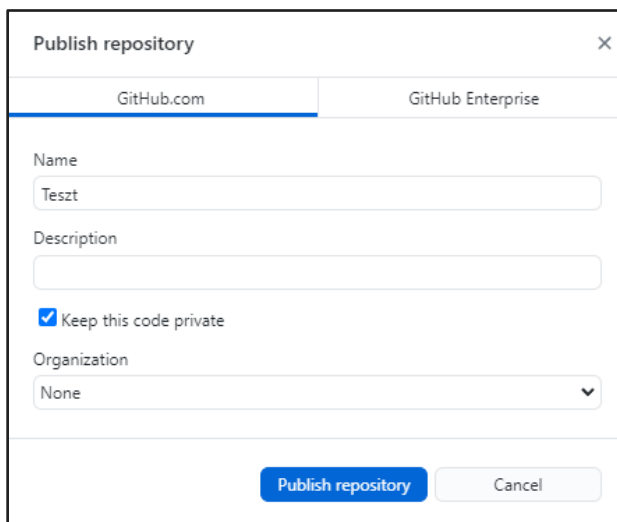 Publish repository
GitHub.com
GitHub Enterprise
Name
Teszt
Description
Keep this code private
Organization
None
Publish repository
Cancel